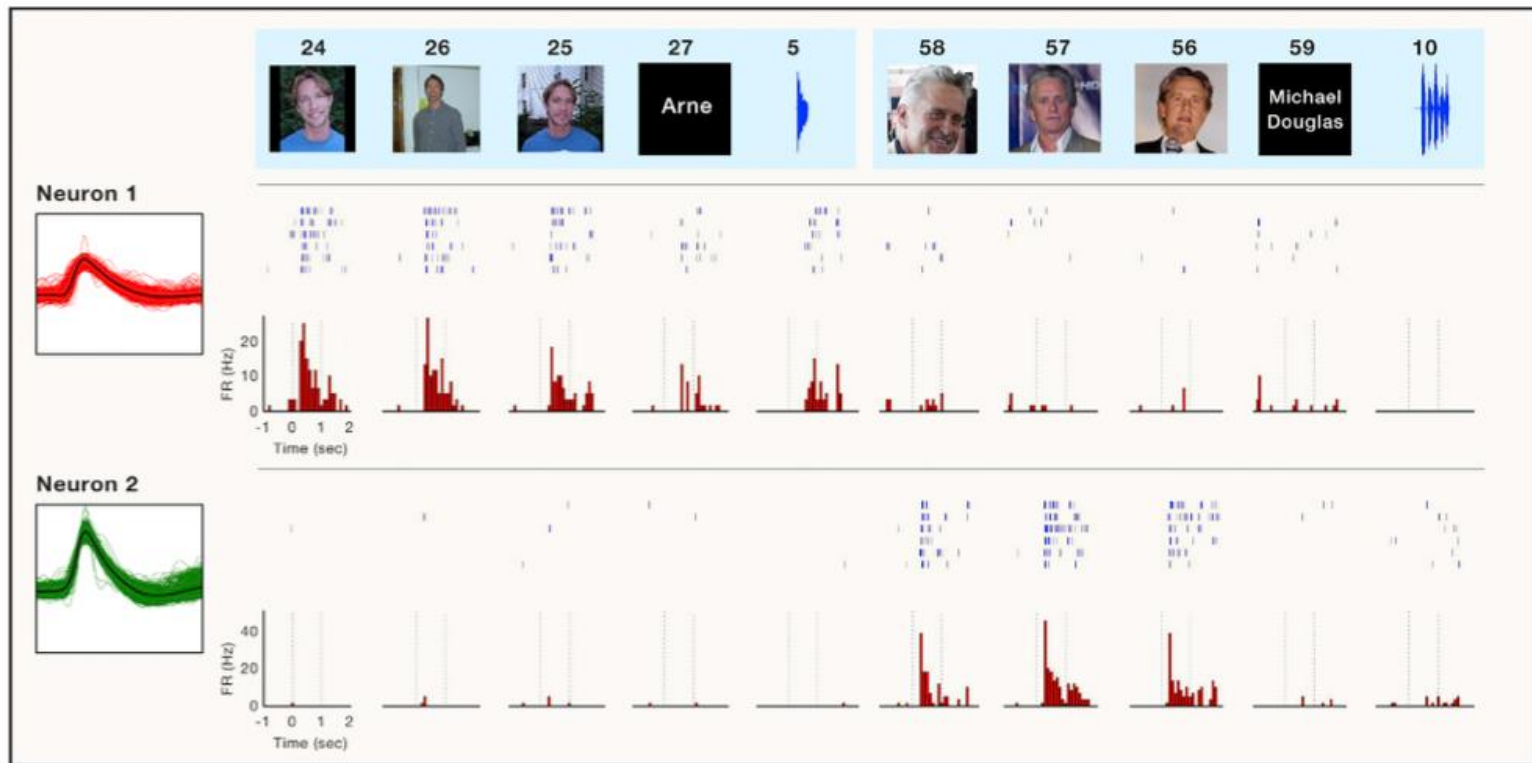 24 26 25 27 5 58 57 56 59 10
Arne
Michael
Douglas
Neuron 1
FR (Hz)
20
10
0
-1 0 1 2
Time (sec)
Neuron 2
FR (Hz)
40
20
0
-1 0 1 2
Time (sec)